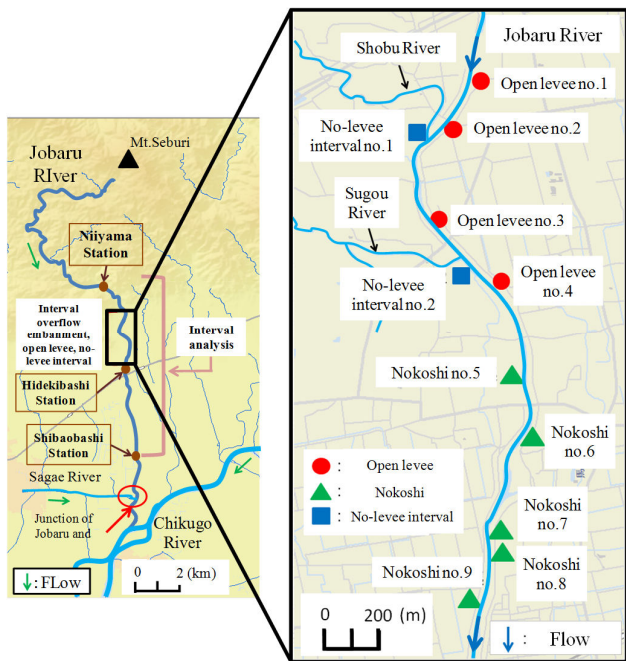 Mt.Seburi
Jobaru
RIver
Niiyama
Station
Interval
overflow
embanment,
open levee, no-
levee interval
Interval
analysis
Hidekibashi
Station
Shibaobashi
Station
Sagae River
Junction of
Jobaru and
Chikugo
River
0 2 (km)
: FLow
Jobaru River
Shobu River
Open levee no.1
No-levee
interval no.1
Open levee no.2
Sugou
River
Open levee no.3
No-levee
interval no.2
Open levee
no.4
Nokoshi no.5
Nokoshi
no.6
: Open levee
: Nokoshi
: No-levee interval
Nokoshi
no.7
Nokoshi
no.8
Nokoshi no.9
0 200 (m)
: Flow